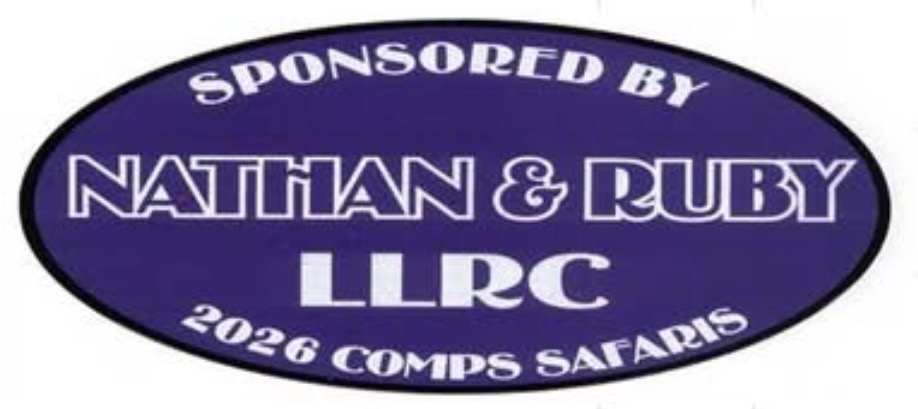 SPONSORED BY
NATHAN & RUBY
LLRC
2026 COMPS SAFARIS